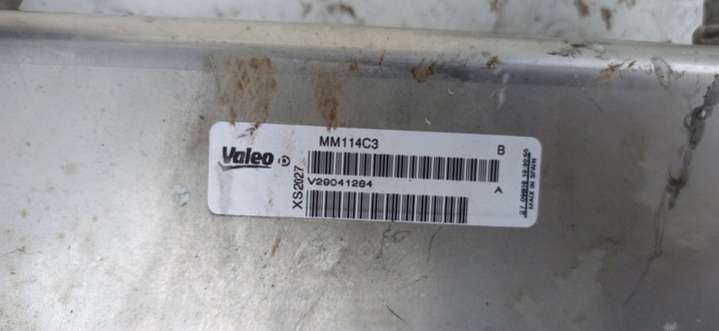 Valeo
MM114C3
B
XS2027
V29041284
A
MADE IN SPAIN